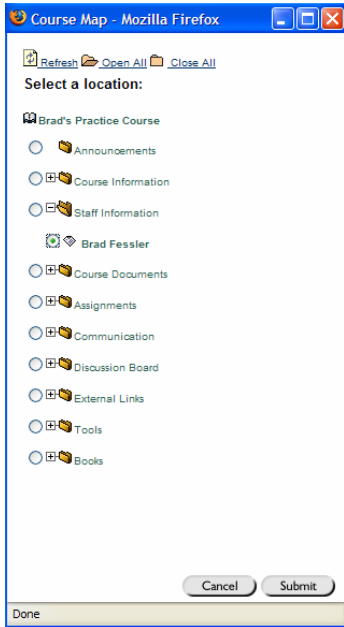 Course Map - Mozilla Firefox
Refresh Open All Close All
Select a location:
Brad's Practice Course
Announcements
Course Information
Staff Information
Brad Fessler
Course Documents
Assignments
Communication
Discussion Board
External Links
Tools
Books
Cancel Submit
Done